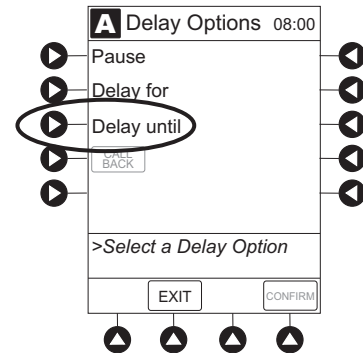 A Delay Options 08:00
Pause
Delay for
Delay until
CALL
BACK
>Select a Delay Option
EXIT CONFIRM